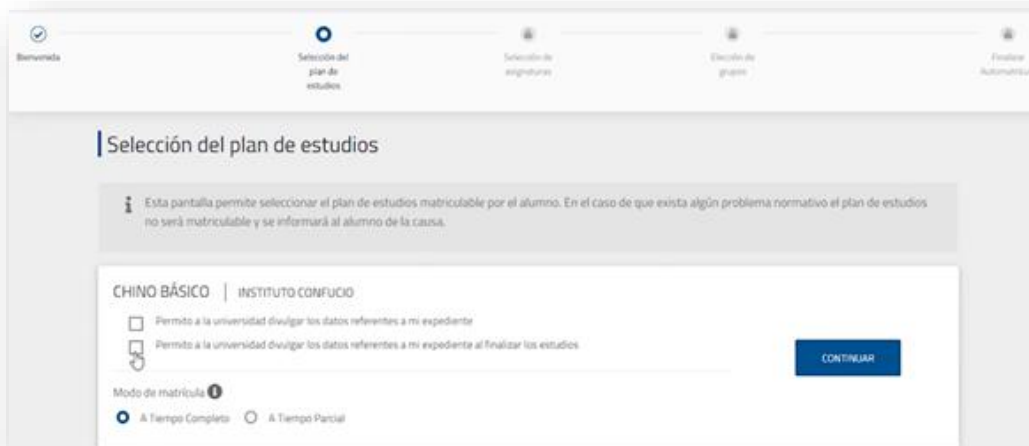 Bienvenida
Selección del
plan de
estudios
Selección de
asignaturas
Elección de
grupos
Finalizar
Automatrícula
Selección del plan de estudios
Esta pantalla permite seleccionar el plan de estudios matriculable por el alumno. En el caso de que exista algún problema normativo el plan de estudios
no será matriculable y se informará al alumno de la causa.
CHINO BÁSICO | INSTITUTO CONFUCIO
Permito a la universidad divulgar los datos referentes a mi expediente
Permito a la universidad divulgar los datos referentes a mi expediente al finalizar los estudios
CONTINUAR
Modo de matrícula
A Tiempo Completo A Tiempo Parcial